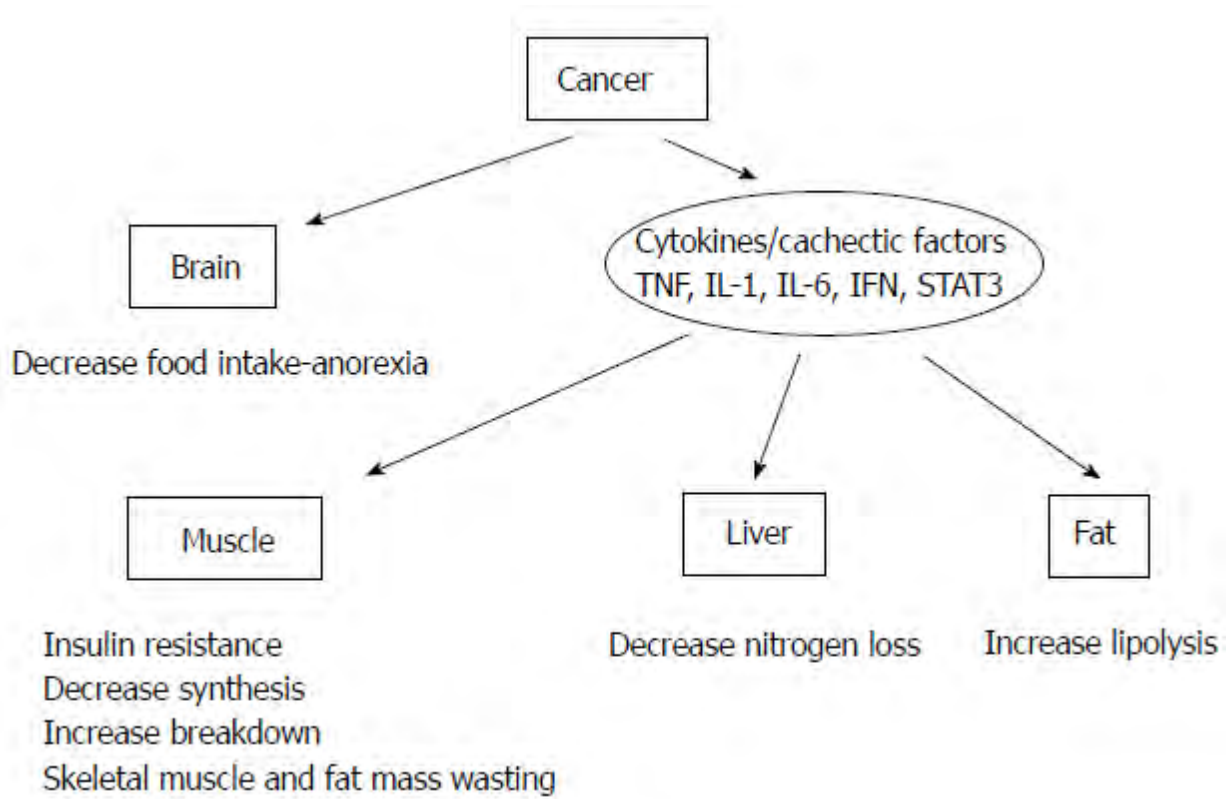 Cancer
Brain
Cytokines/cachectic factors
TNF, IL-1, IL-6, IFN, STAT3
Decrease food intake-anorexia
Muscle
Liver
Fat
Insulin resistance
Decrease synthesis
Increase breakdown
Skeletal muscle and fat mass wasting
Decrease nitrogen loss
Increase lipolysis